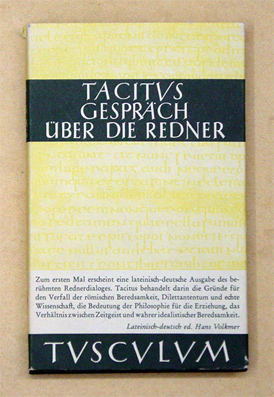 TACITVS
GESPRÄCH
ÜBER DIE REDNER
Zum ersten Mal erscheint eine lateinisch-deutsche Ausgabe des be-
rühmten Rednerdialoges. Tacitus behandelt darin die Gründe für
den Verfall der römischen Beredsamkeit, Dilettantentum und echte
Wissenschaft, die Bedeutung der Philosophie für die Erziehung, das
Verhältnis zwischen Zeitgeist und wahrer idealistischer Beredsamkeit.
Lateinisch-deutsch ed. Hans Volkmer
TVSCVLVM